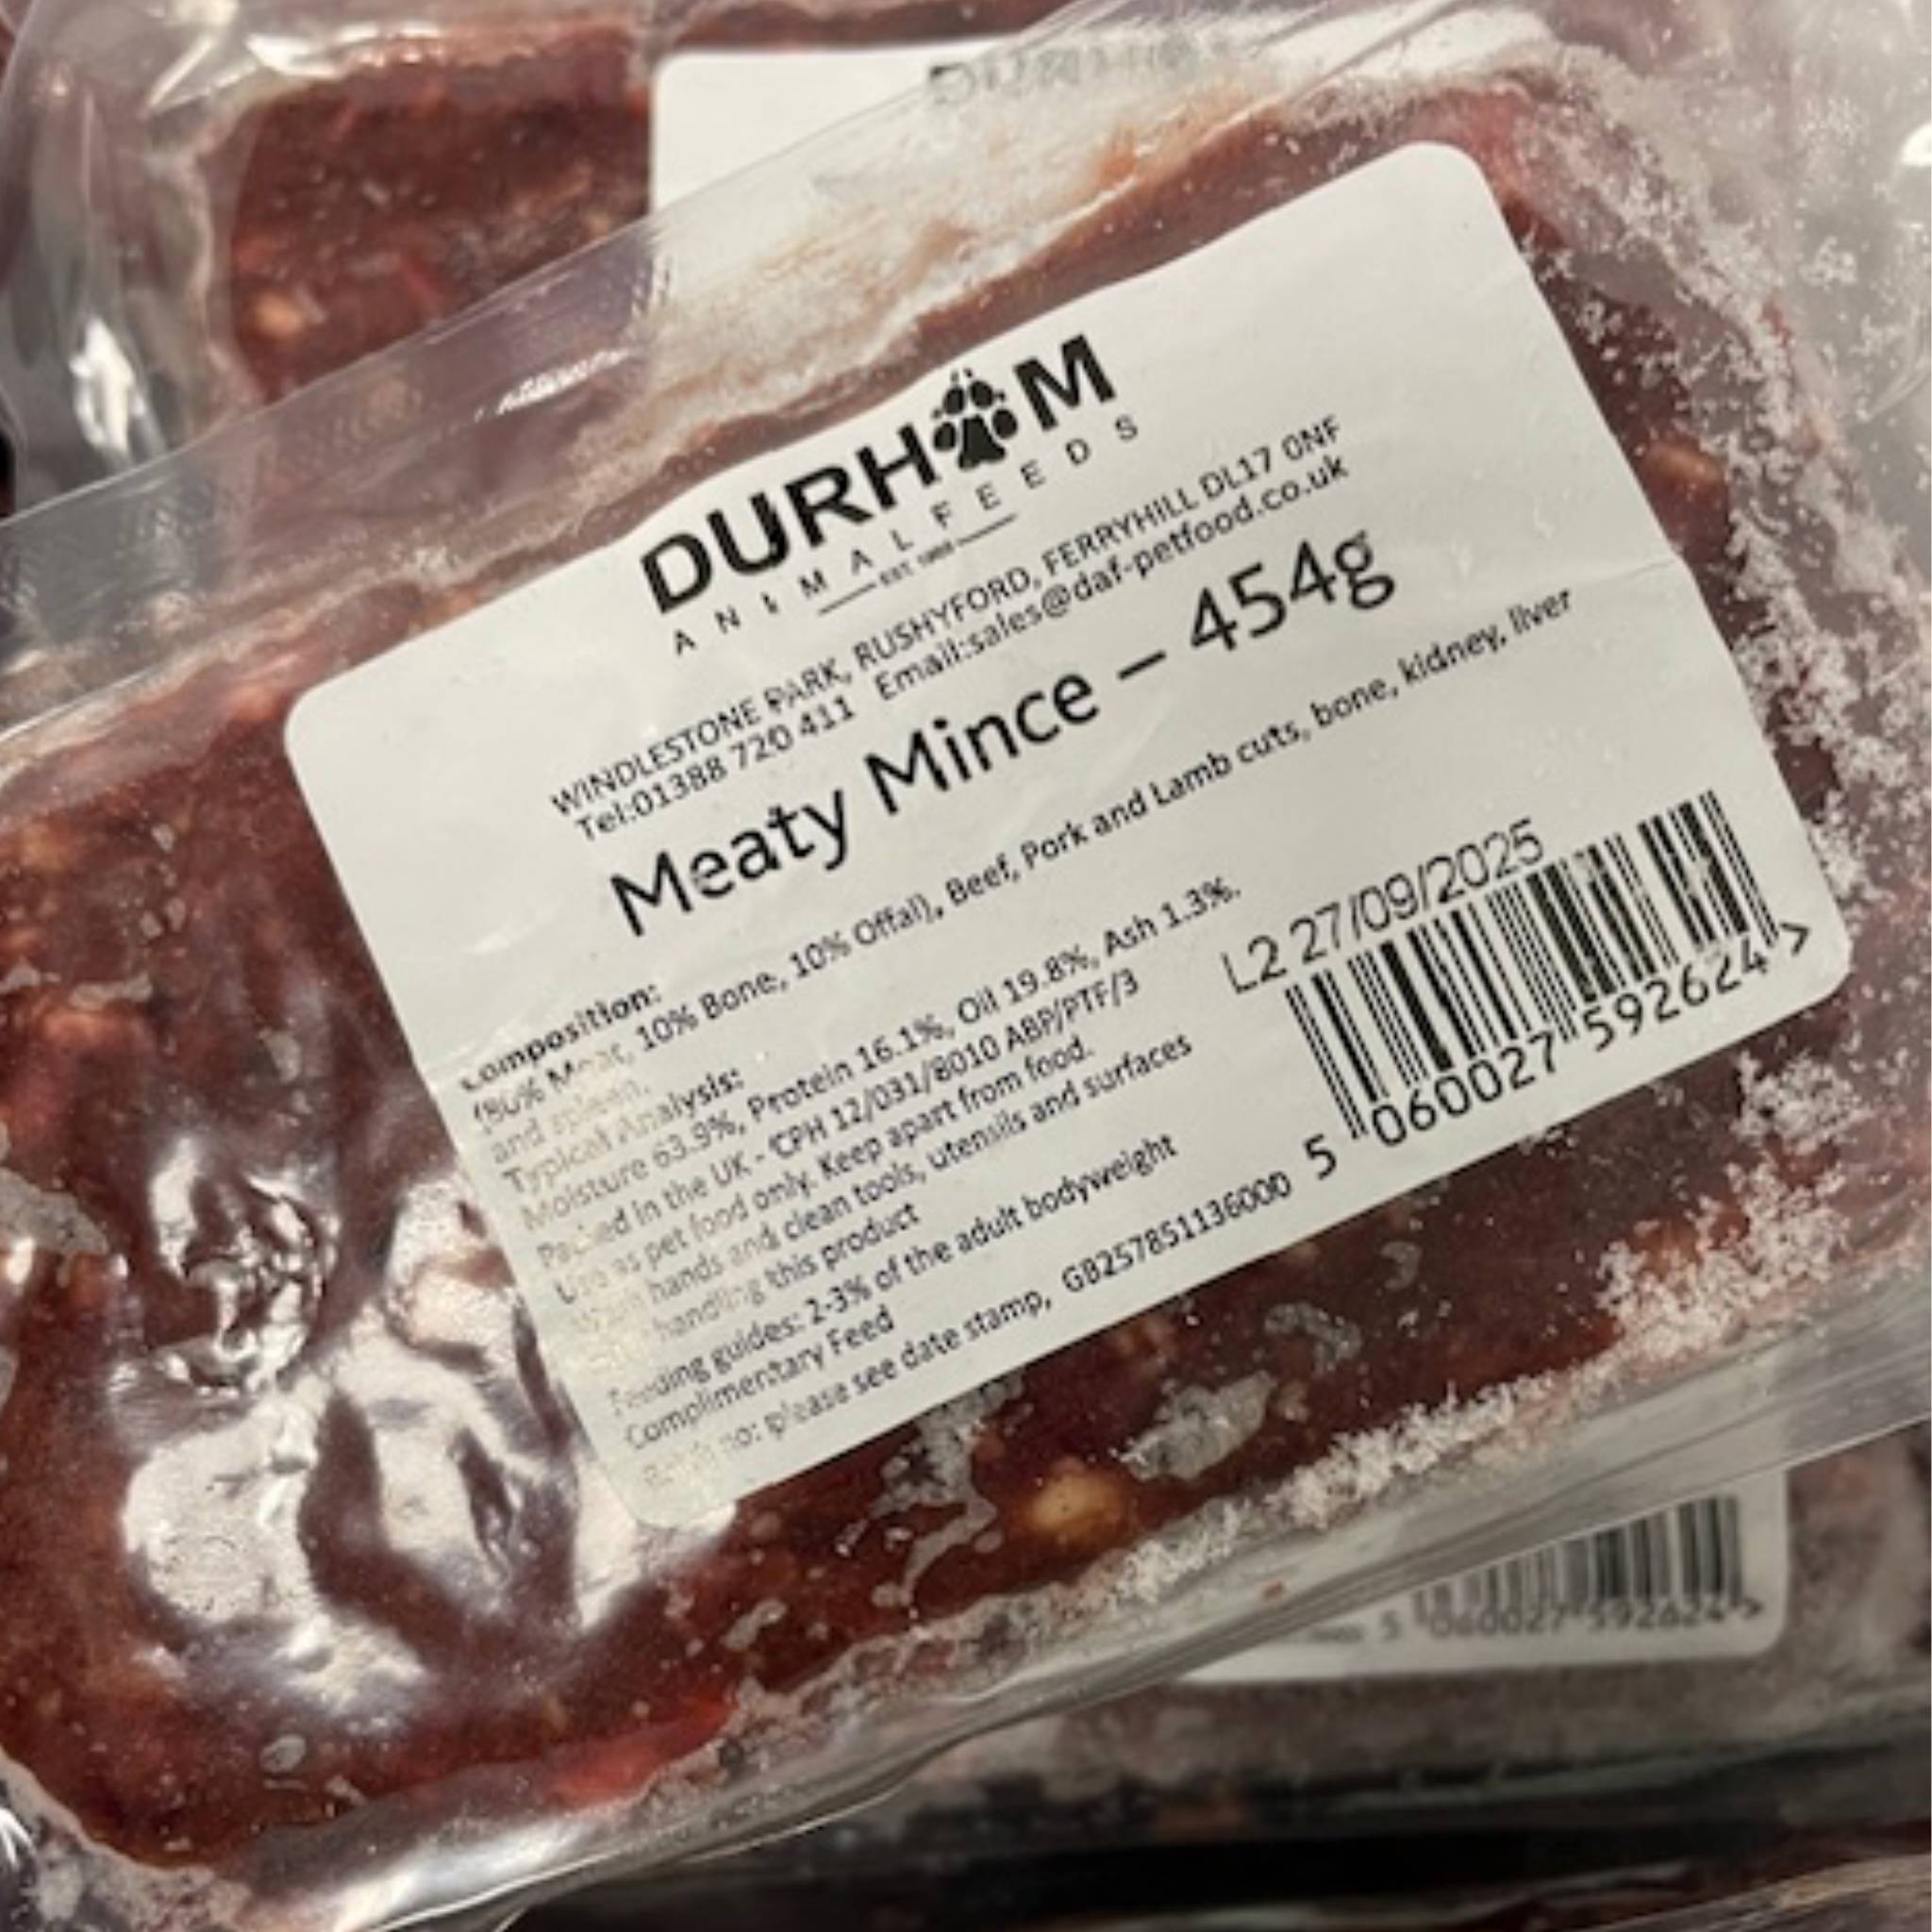 DURHAM
ANIMAL FEEDS
WINDLESTONE PARK, RUSHYFORD, FERRYHILL DL17 0NF
Tel:01388 720 411 Email:sales@daf-petfood.co.uk
Meaty Mince – 454g
Composition:
(80% Meat, 10% Bone, 10% Offal), Beef, Pork and Lamb cuts, bone, kidney, liver
and spleen.
Typical Analysis:
Moisture 63.9%, Protein 16.1%, Oil 19.8%, Ash 1.3%.
Packed in the UK - CPH 12/031/8010 ABP/PTF/3
Use as pet food only. Keep apart from food.
hands and clean tools, utensils and surfaces
handling this product
Feeding guides: 2-3% of the adult bodyweight
Complimentary Feed
no: please see date stamp, GB257851136000
L2 27/09/2025
5 060027 592624 >
5 060027 592624 >